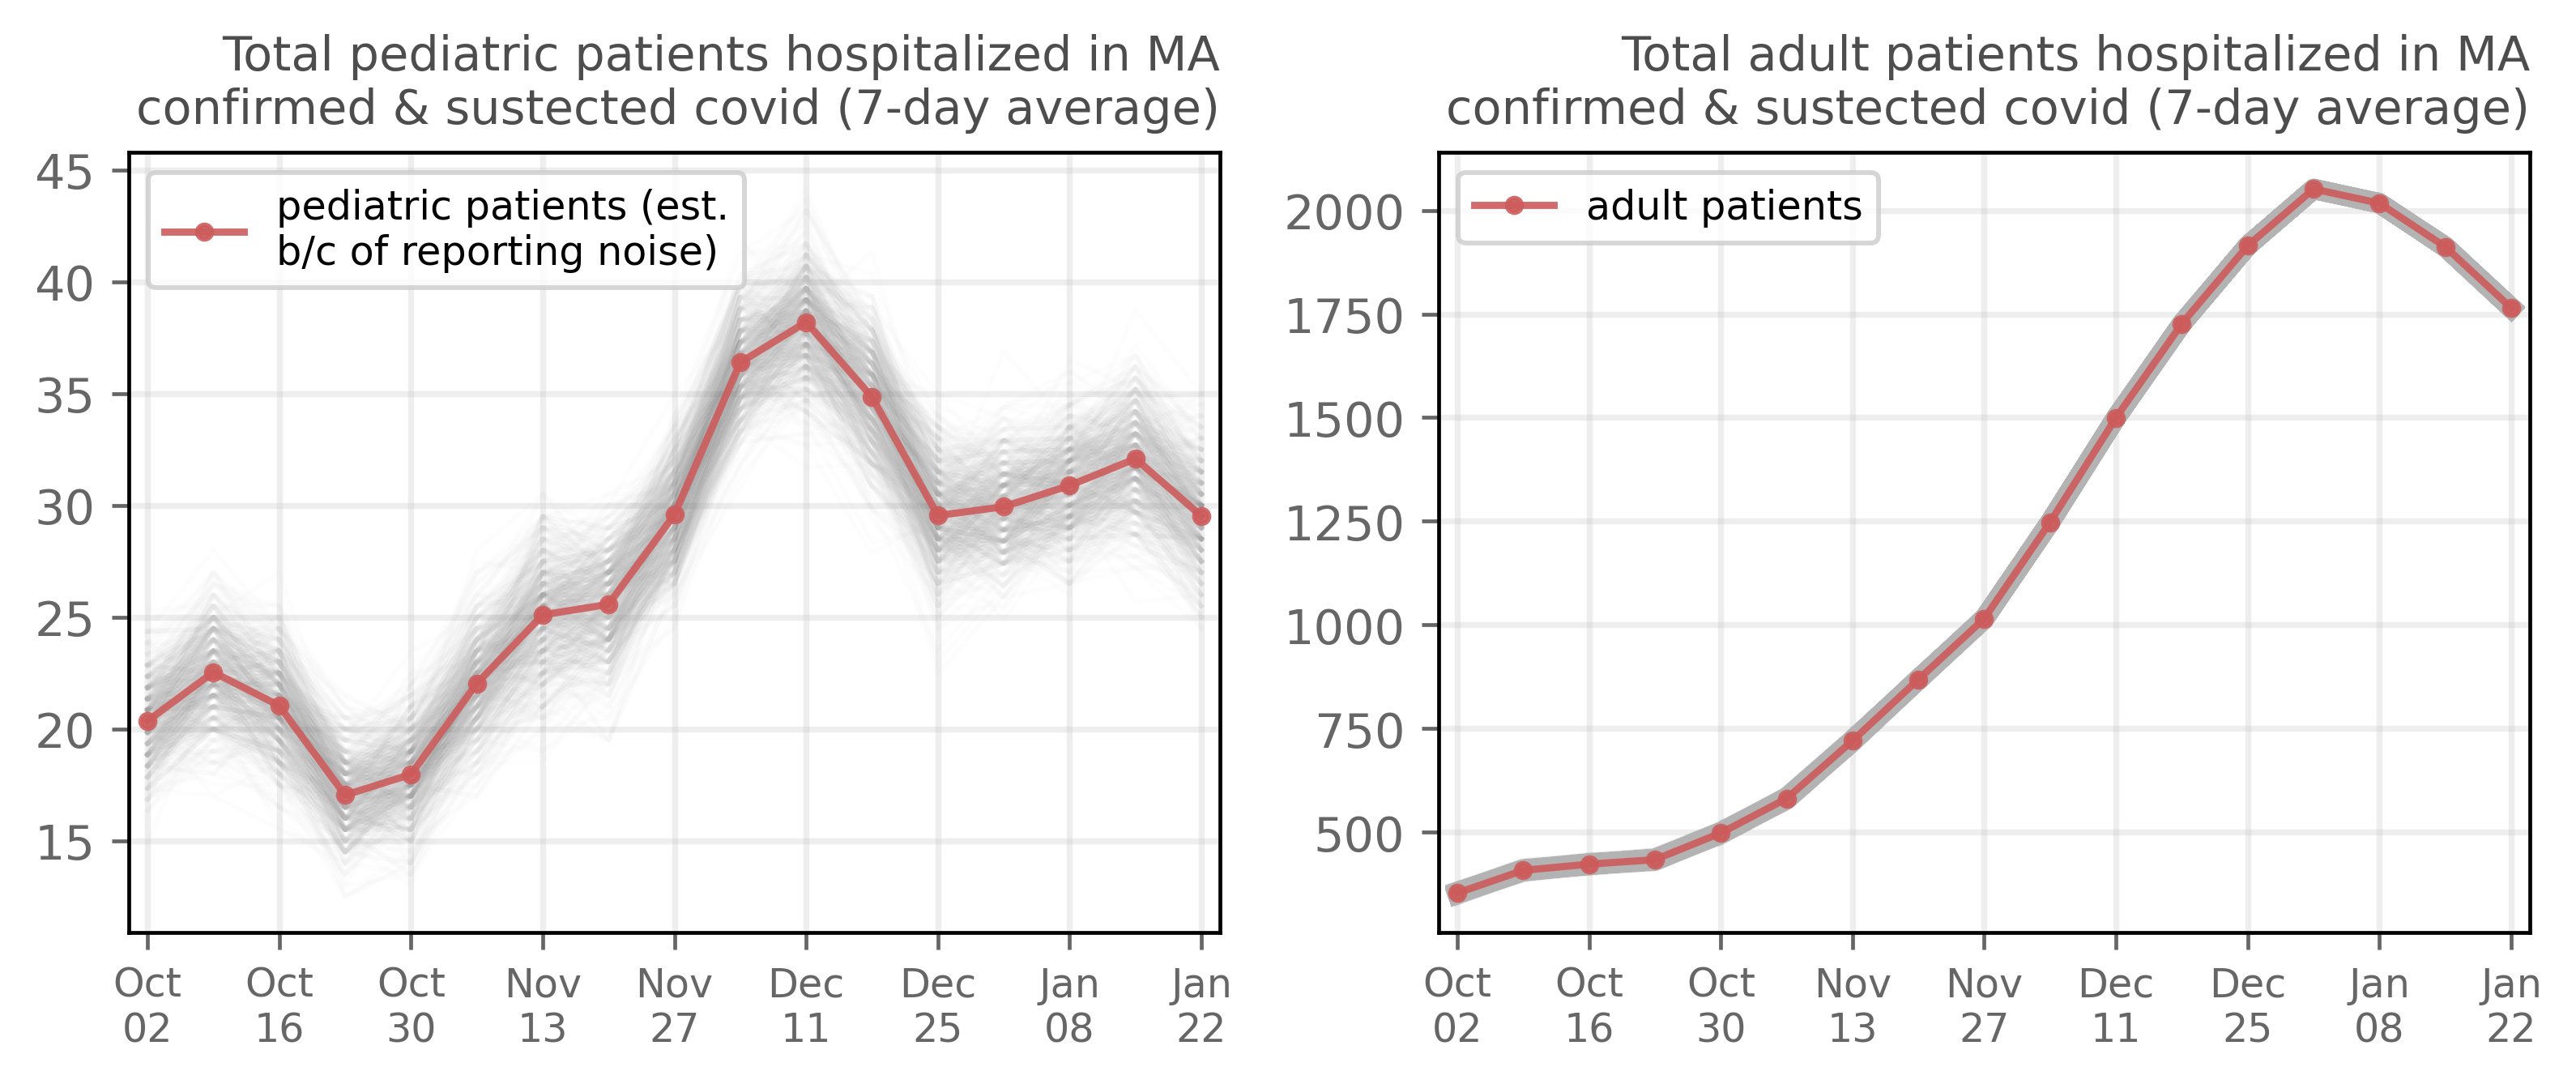 Total pediatric patients hospitalized in MA
confirmed & sustected covid (7-day average)
45
40
35
30
25
20
15
pediatric patients (est.
b/c of reporting noise)
Oct
02
Oct
16
Oct
30
Nov
13
Nov
27
Dec
11
Dec
25
Jan
08
Jan
22
Total adult patients hospitalized in MA
confirmed & sustected covid (7-day average)
2000
1750
1500
1250
1000
750
500
adult patients
Oct
02
Oct
16
Oct
30
Nov
13
Nov
27
Dec
11
Dec
25
Jan
08
Jan
22